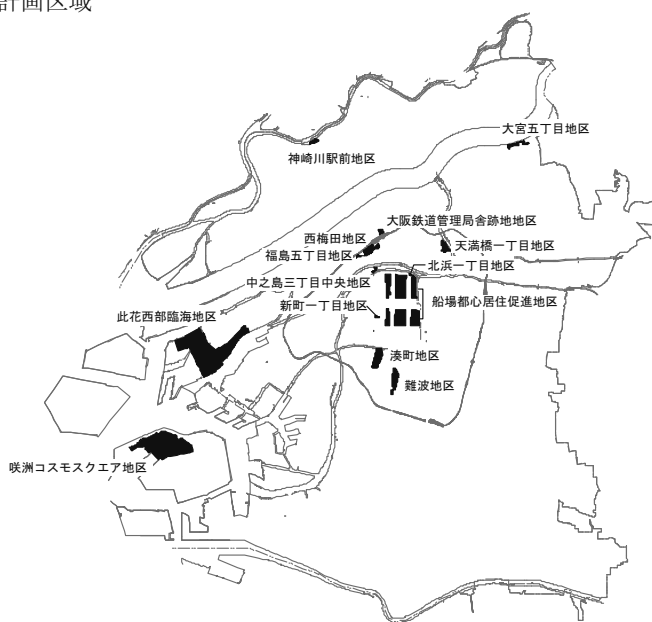 計画区域
大宮五丁目地区
神崎川駅前地区
大阪鉄道管理局舎跡地地区
西梅田地区
天満橋一丁目地区
福島五丁目地区
北浜一丁目地区
中之島三丁目中央地区
船場都心居住促進地区
新町一丁目地区
此花西部臨海地区
湊町地区
難波地区
咲洲コスモスクエア地区